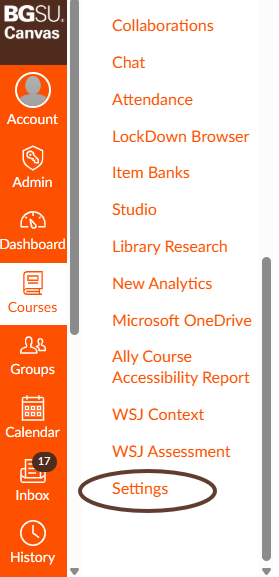 BGSU.
Canvas
Account
Admin
Dashboard
Courses
Groups
Calendar
17
Inbox
History
Collaborations
Chat
Attendance
LockDown Browser
Item Banks
Studio
Library Research
New Analytics
Microsoft OneDrive
Ally Course
Accessibility Report
WSJ Context
WSJ Assessment
Settings